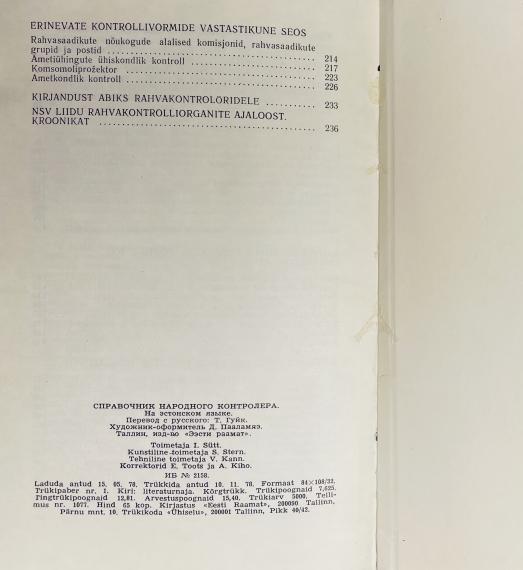 ERINEVATE KONTROLLIVORMIDE VASTASTIKUNE SEOS
Rahvasaadikute nõukogude alalised komisjonid, rahvasaadikute
grupid ja postid . . . . . . . . . . . . . . . . 214
Ametiühingute ühiskondlik kontroll . . . . . . . . . . . . 217
Komsomoliprožektor . . . . . . . . . . . . . . . . 223
Ametkondlik kontroll . . . . . . . . . . . . . . . . 226
KIRJANDUST ABIKS RAHVAKONTROLÖRIDELE . . . . . . . 233
NSV LIIDU RAHVAKONTROLLIORGANITE AJALOOST.
KROONIKAT . . . . . . . . . . . . . . . . 236
СПРАВОЧНИК НАРОДНОГО КОНТРОЛЕРА.
На эстонском языке.
Перевод с русского: Т. Гуйк.
Художник-оформитель Д. Пааламяэ.
Таллин, изд-во «Ээсти раамат».
Toimetaja I. Sütt.
Kunstiline toimetaja S. Stern.
Tehniline toimetaja V. Kann.
Korrektorid E. Toots ja A. Kiho.
ИБ № 2158.
Laduda antud 15. 05. 78. Trükkida antud 10. 11. 78. Formaat 84×108/32.
Trükipaber nr. 1. Kiri: literaturnaja. Kõrgtrükk. Trükipoognaid 7,625.
Tingtrükipoognaid 12,81. Arvestuspoognaid 15,40. Trükiarv 5000. Telli-
mus nr. 1077. Hind 65 kop. Kirjastus «Eesti Raamat», 200090 Tallinn,
Pärnu mnt. 10. Trükikoda «Ühiselu», 200001 Tallinn, Pikk 40/42.